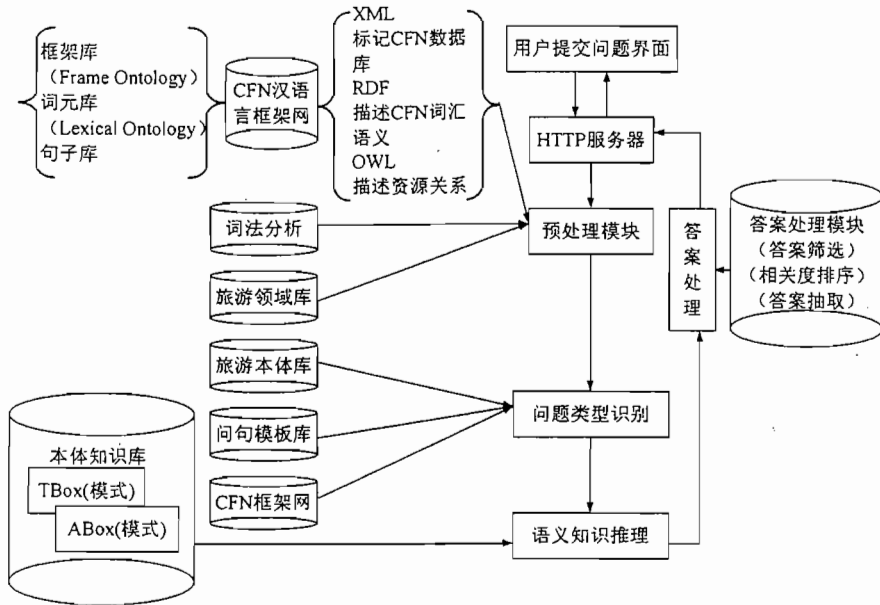 框架库
（Frame Ontology）
词元库
（Lexical Ontology）
句子库
CFN汉语
言框架网
XML
标记CFN数据
库
RDF
描述CFN词汇
语义
OWL
描述资源关系
用户提交问题界面
HTTP服务器
预处理模块
答案处理
答案处理模块
（答案筛选）
（相关度排序）
（答案抽取）
词法分析
旅游领域库
旅游本体库
问句模板库
CFN框架网
问题类型识别
语义知识推理
本体知识库
TBox(模式)
ABox(模式)